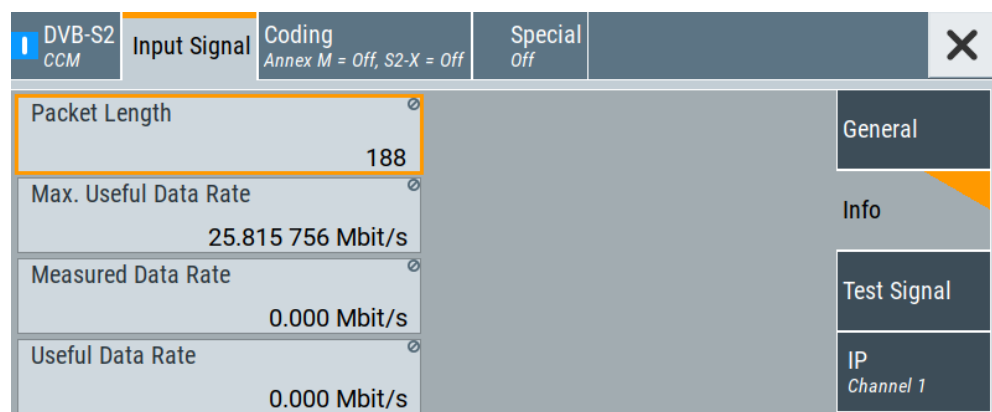 DVB-S2
CCM
Input Signal
Coding
Annex M = Off, S2-X = Off
Special
Off
Packet Length
188
Max. Useful Data Rate
25.815 756 Mbit/s
Measured Data Rate
0.000 Mbit/s
Useful Data Rate
0.000 Mbit/s
General
Info
Test Signal
IP
Channel 1